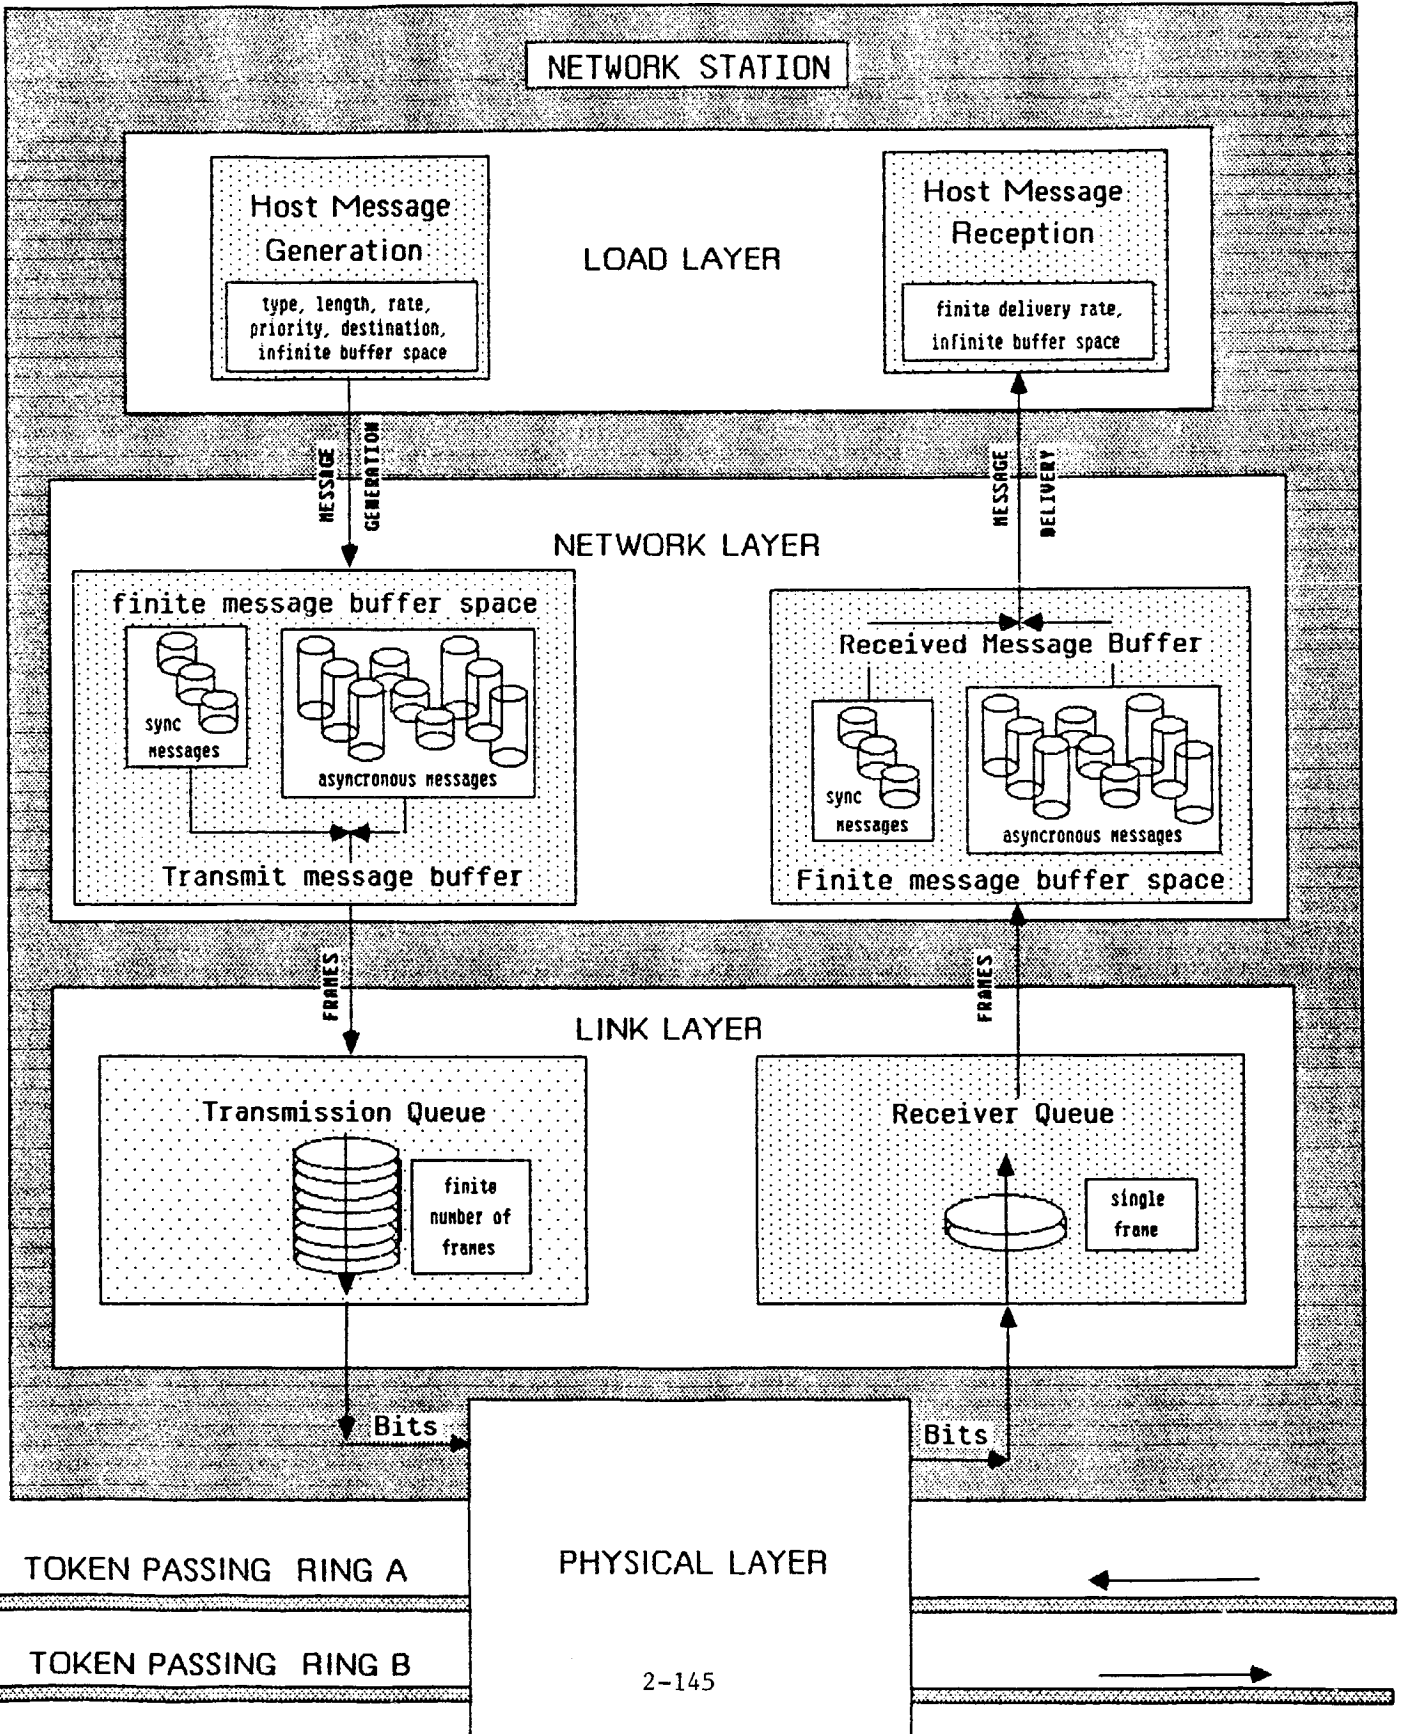 NETWORK STATION
Host Message
Generation
type, length, rate,
priority, destination,
infinite buffer space
LOAD LAYER
Host Message
Reception
finite delivery rate,
infinite buffer space
MESSAGE
GENERATION
MESSAGE
DELIVERY
NETWORK LAYER
finite message buffer space
sync
messages
asyncronous messages
Transmit message buffer
Received Message Buffer
sync
messages
asyncronous messages
Finite message buffer space
FRAMES
FRAMES
LINK LAYER
Transmission Queue
finite
number of
frames
Receiver Queue
single
frame
Bits
Bits
PHYSICAL LAYER
TOKEN PASSING RING A
TOKEN PASSING RING B
2-145